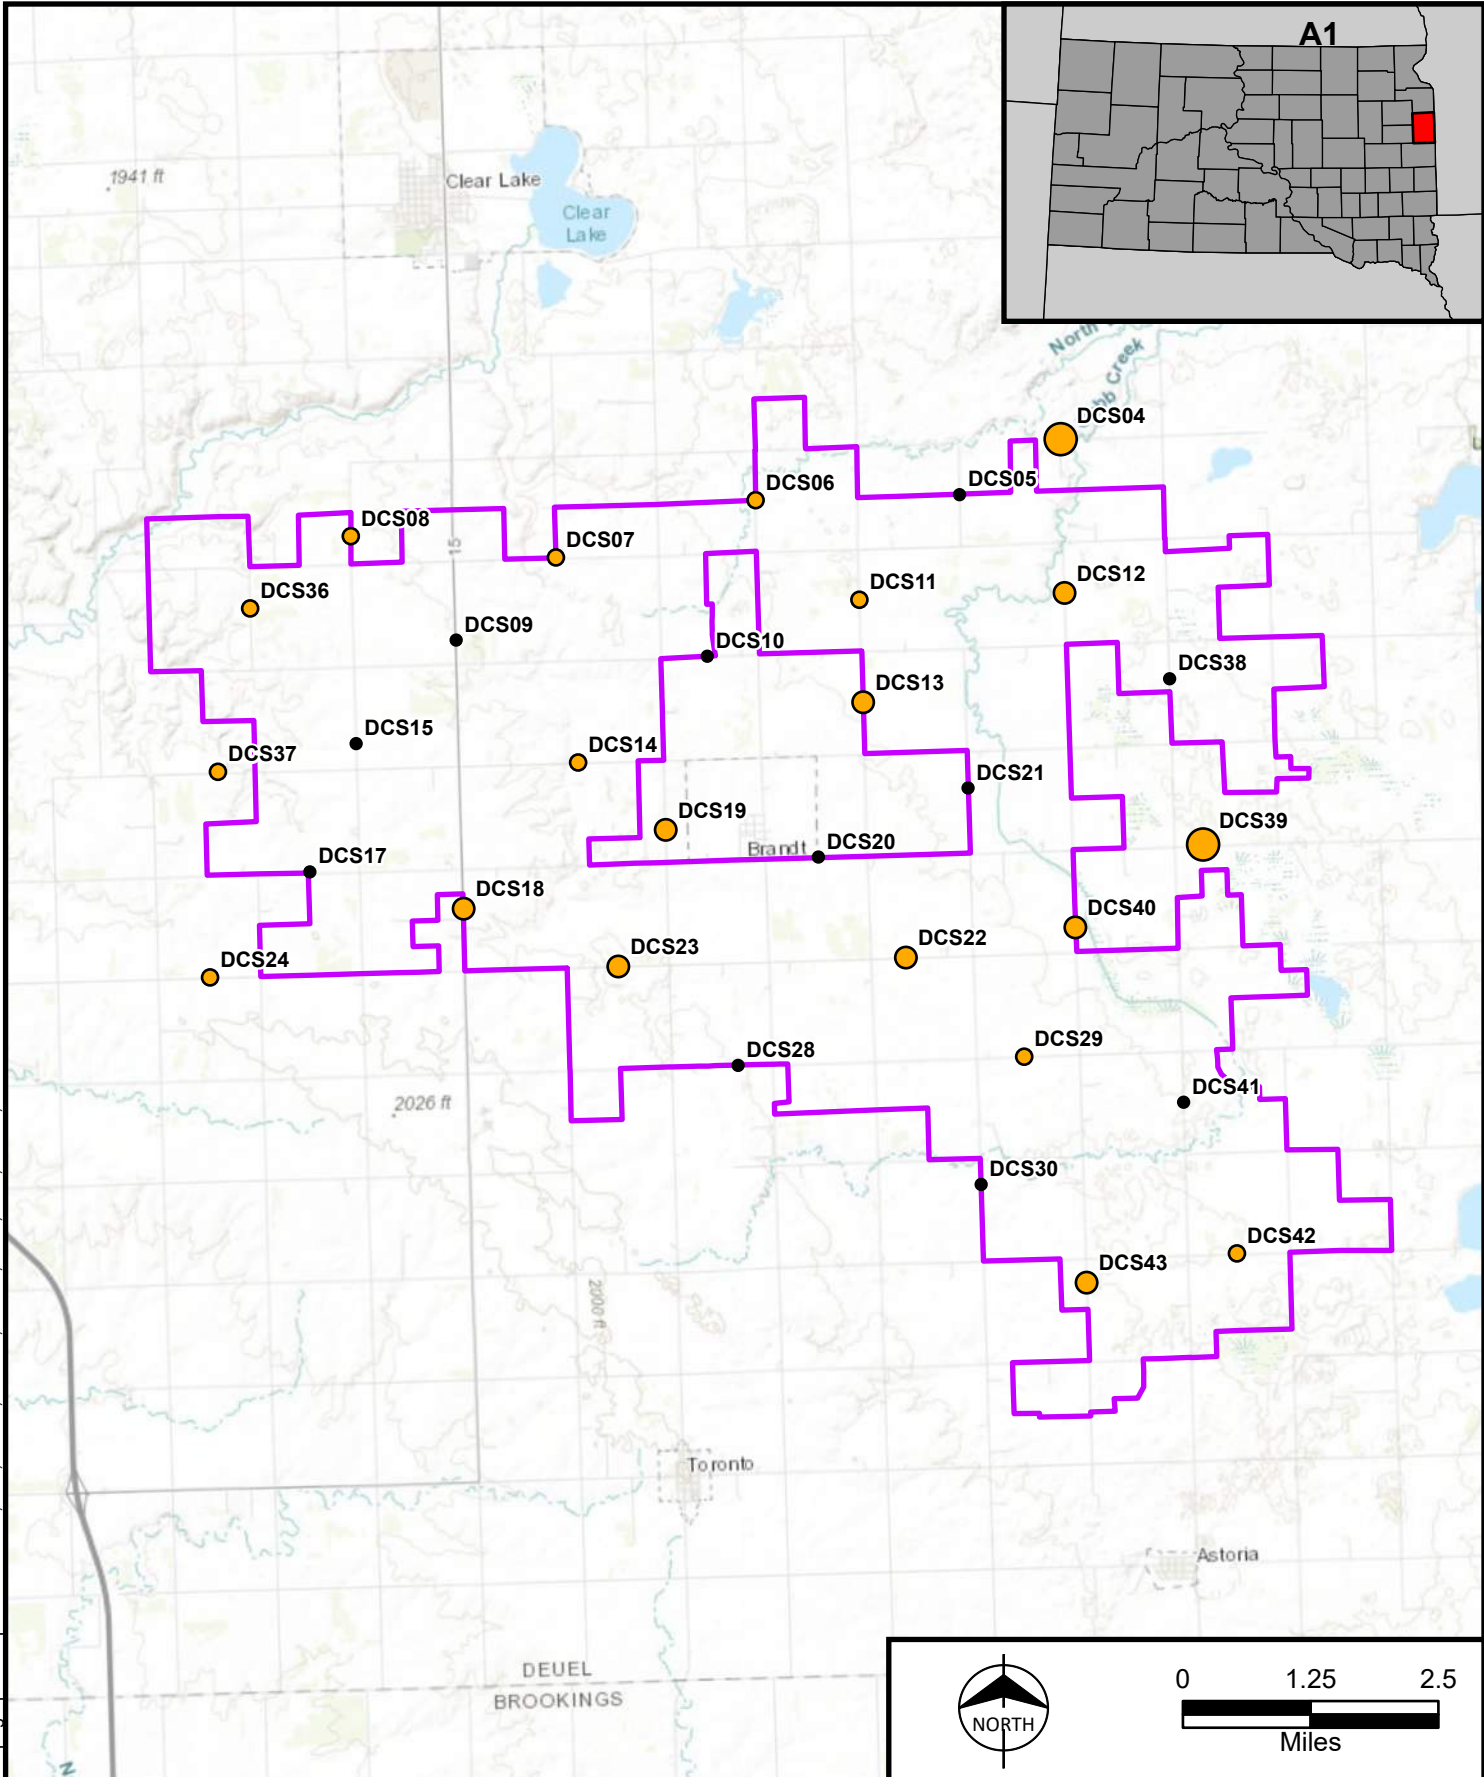 A1
1941 ft
Clear Lake
Clear
Lake
North
bb Creek
DCS04
DCS05
DCS06
DCS08
DCS07
15
DCS36
DCS11
DCS12
DCS09
DCS10
DCS38
DCS13
DCS15
DCS14
DCS37
DCS21
DCS19
DCS39
Brandt
DCS20
DCS17
DCS18
DCS40
DCS22
DCS24
DCS23
DCS29
DCS28
DCS41
2026 ft
DCS30
DCS42
DCS43
2000 ft
Toronto
Astoria
DEUEL
BROOKINGS
NORTH
0 1.25 2.5
Miles